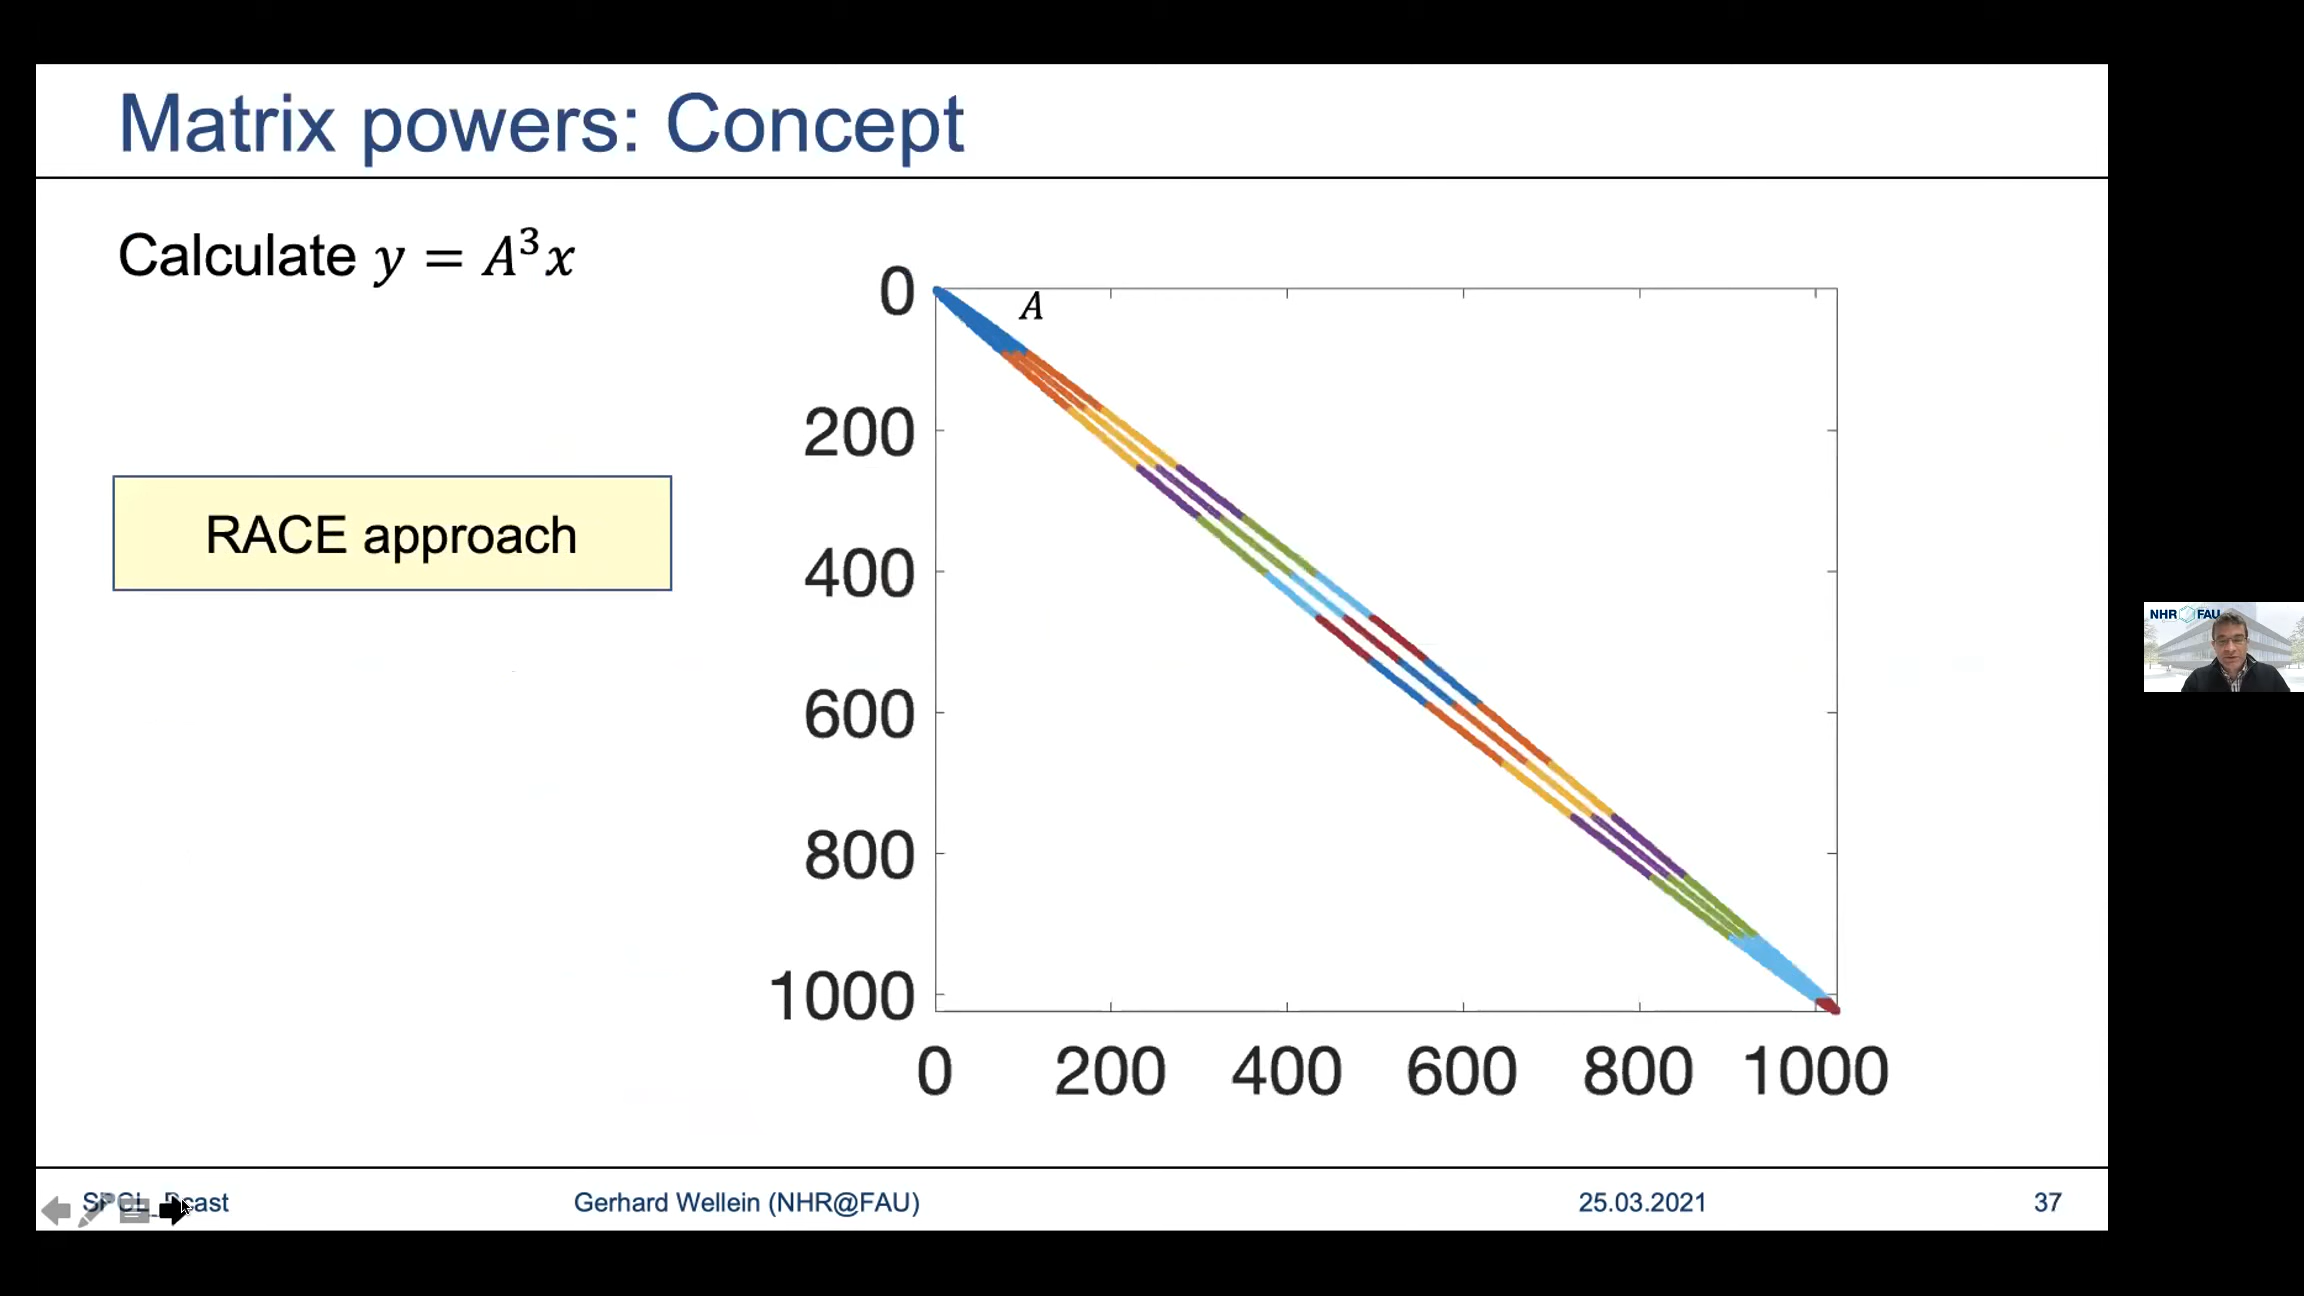 Matrix powers: Concept
Calculate y = A³x
RACE approach
A
0
200
400
600
800
1000
0 200 400 600 800 1000
NHR FAU
SPCL_Bcast Gerhard Wellein (NHR@FAU) 25.03.2021 37